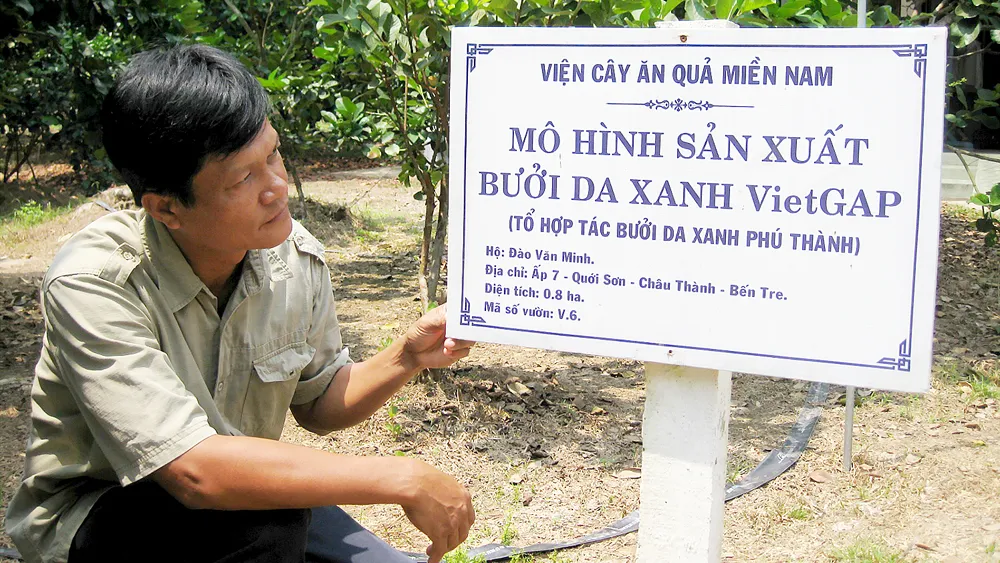 VIỆN CÂY ĂN QUẢ MIỀN NAM
MÔ HÌNH SẢN XUẤT
BƯỞI DA XANH VietGAP
(TỔ HỢP TÁC BƯỞI DA XANH PHÚ THÀNH)
Hộ: Đào Văn Minh.
Địa chỉ: Ấp 7 - Quới Sơn - Châu Thành - Bến Tre.
Diện tích: 0.8 ha.
Mã số vườn: V.6.